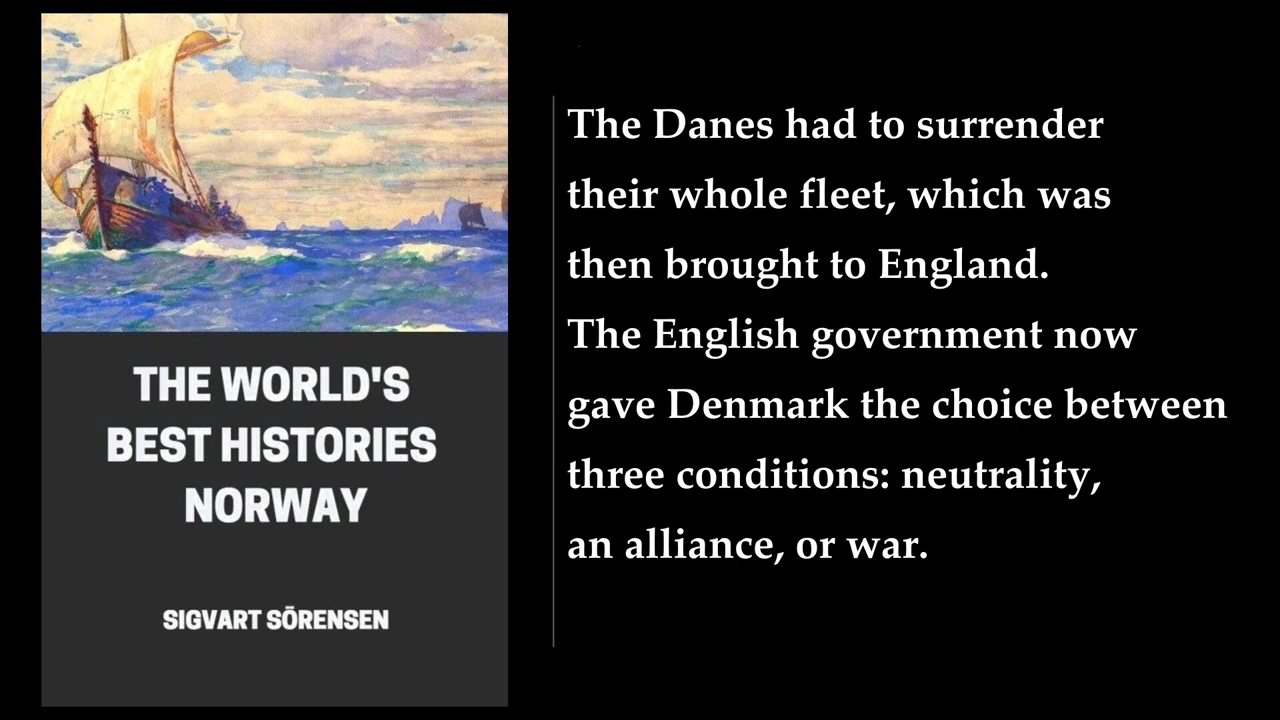 THE WORLD'S
BEST HISTORIES
NORWAY
SIGVART SÖRENSEN
The Danes had to surrender
their whole fleet, which was
then brought to England.
The English government now
gave Denmark the choice between
three conditions: neutrality,
an alliance, or war.